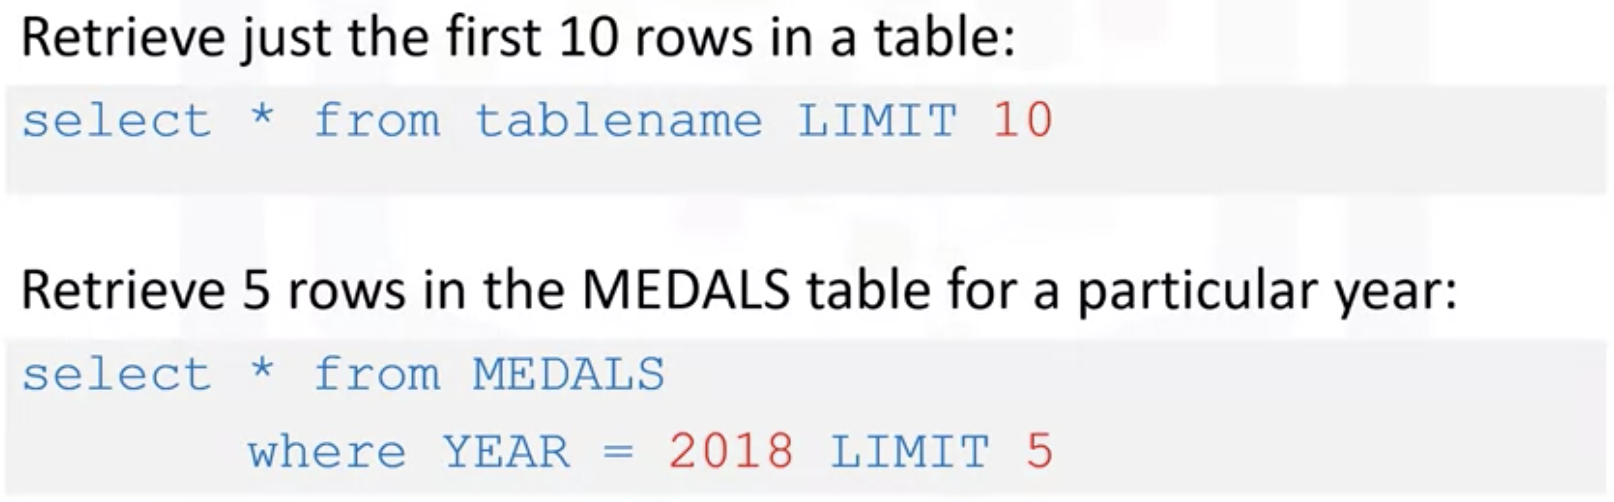 Retrieve just the first 10 rows in a table:
select * from tablename LIMIT 10
Retrieve 5 rows in the MEDALS table for a particular year:
select * from MEDALS
where YEAR = 2018 LIMIT 5